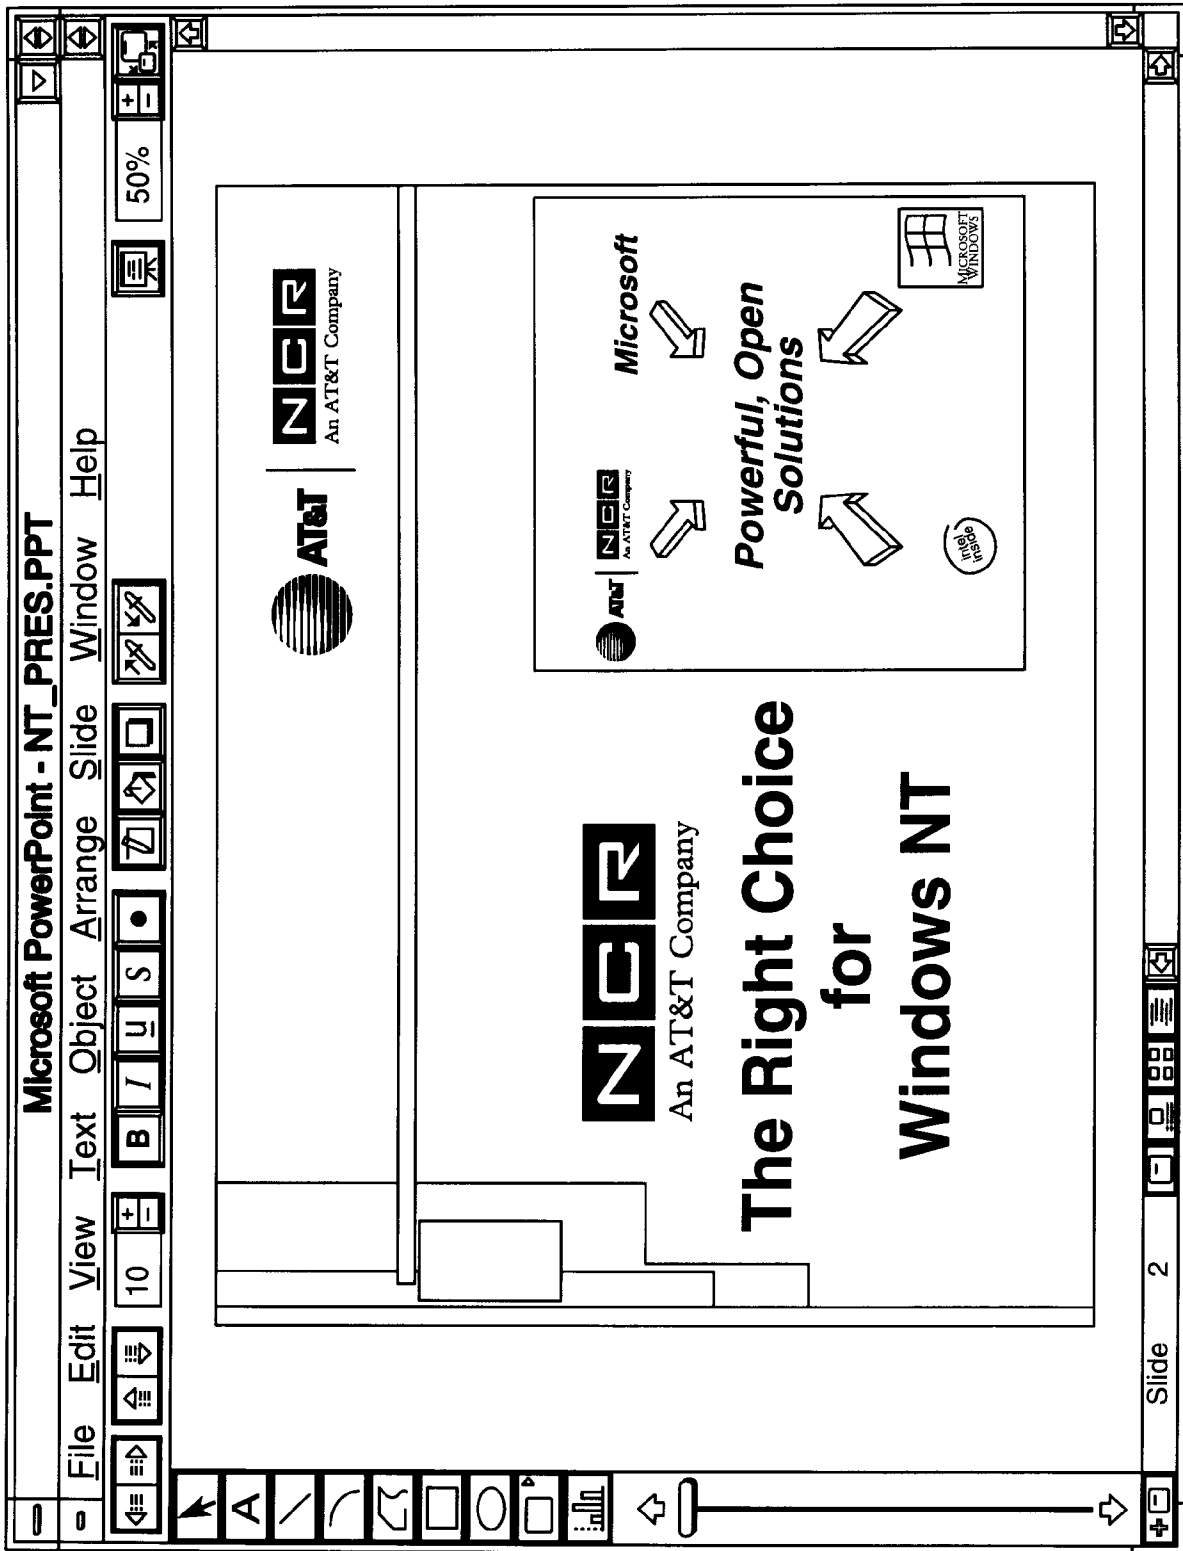 Microsoft PowerPoint - NT_PRES.PPT
File Edit View Text Object Arrange Slide Window Help
10 + - B I U S + - 50%
A
AT&T NCR
An AT&T Company
NCR
An AT&T Company
The Right Choice
for
Windows NT
AT&T NCR
An AT&T Company
Microsoft
Powerful, Open
Solutions
intel
inside
MICROSOFT
WINDOWS
Slide 2